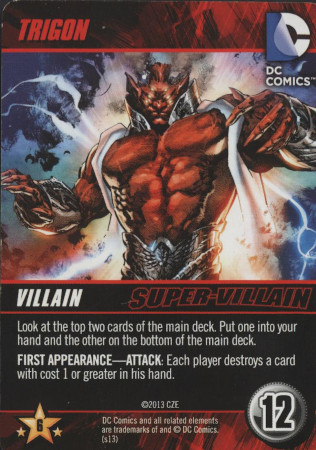 TRIGON
DC COMICS™
VILLAIN
SUPER-VILLAIN
Look at the top two cards of the main deck. Put one into your
hand and the other on the bottom of the main deck.
FIRST APPEARANCE—ATTACK: Each player destroys a card
with cost 1 or greater in his hand.
©2013 CZE
6
DC Comics and all related elements
are trademarks of and © DC Comics.
(s13)
12